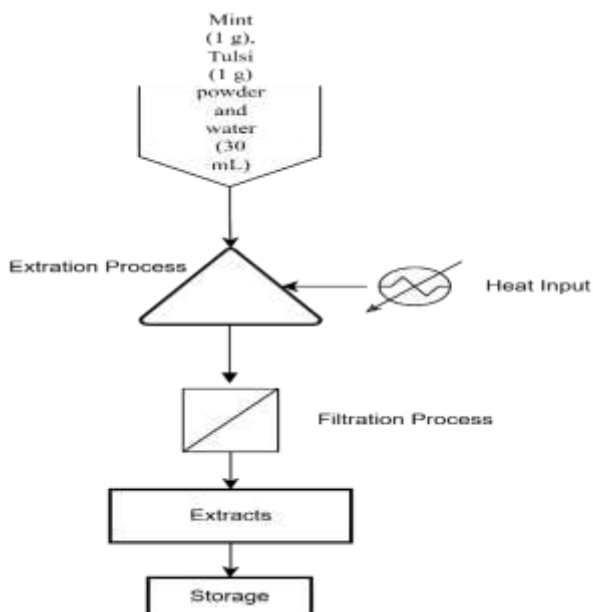 Mint
(1 g),
Tulsi
(1 g)
powder
and
water
(30
mL)
Extration Process
Heat Input
Filtration Process
Extracts
Storage